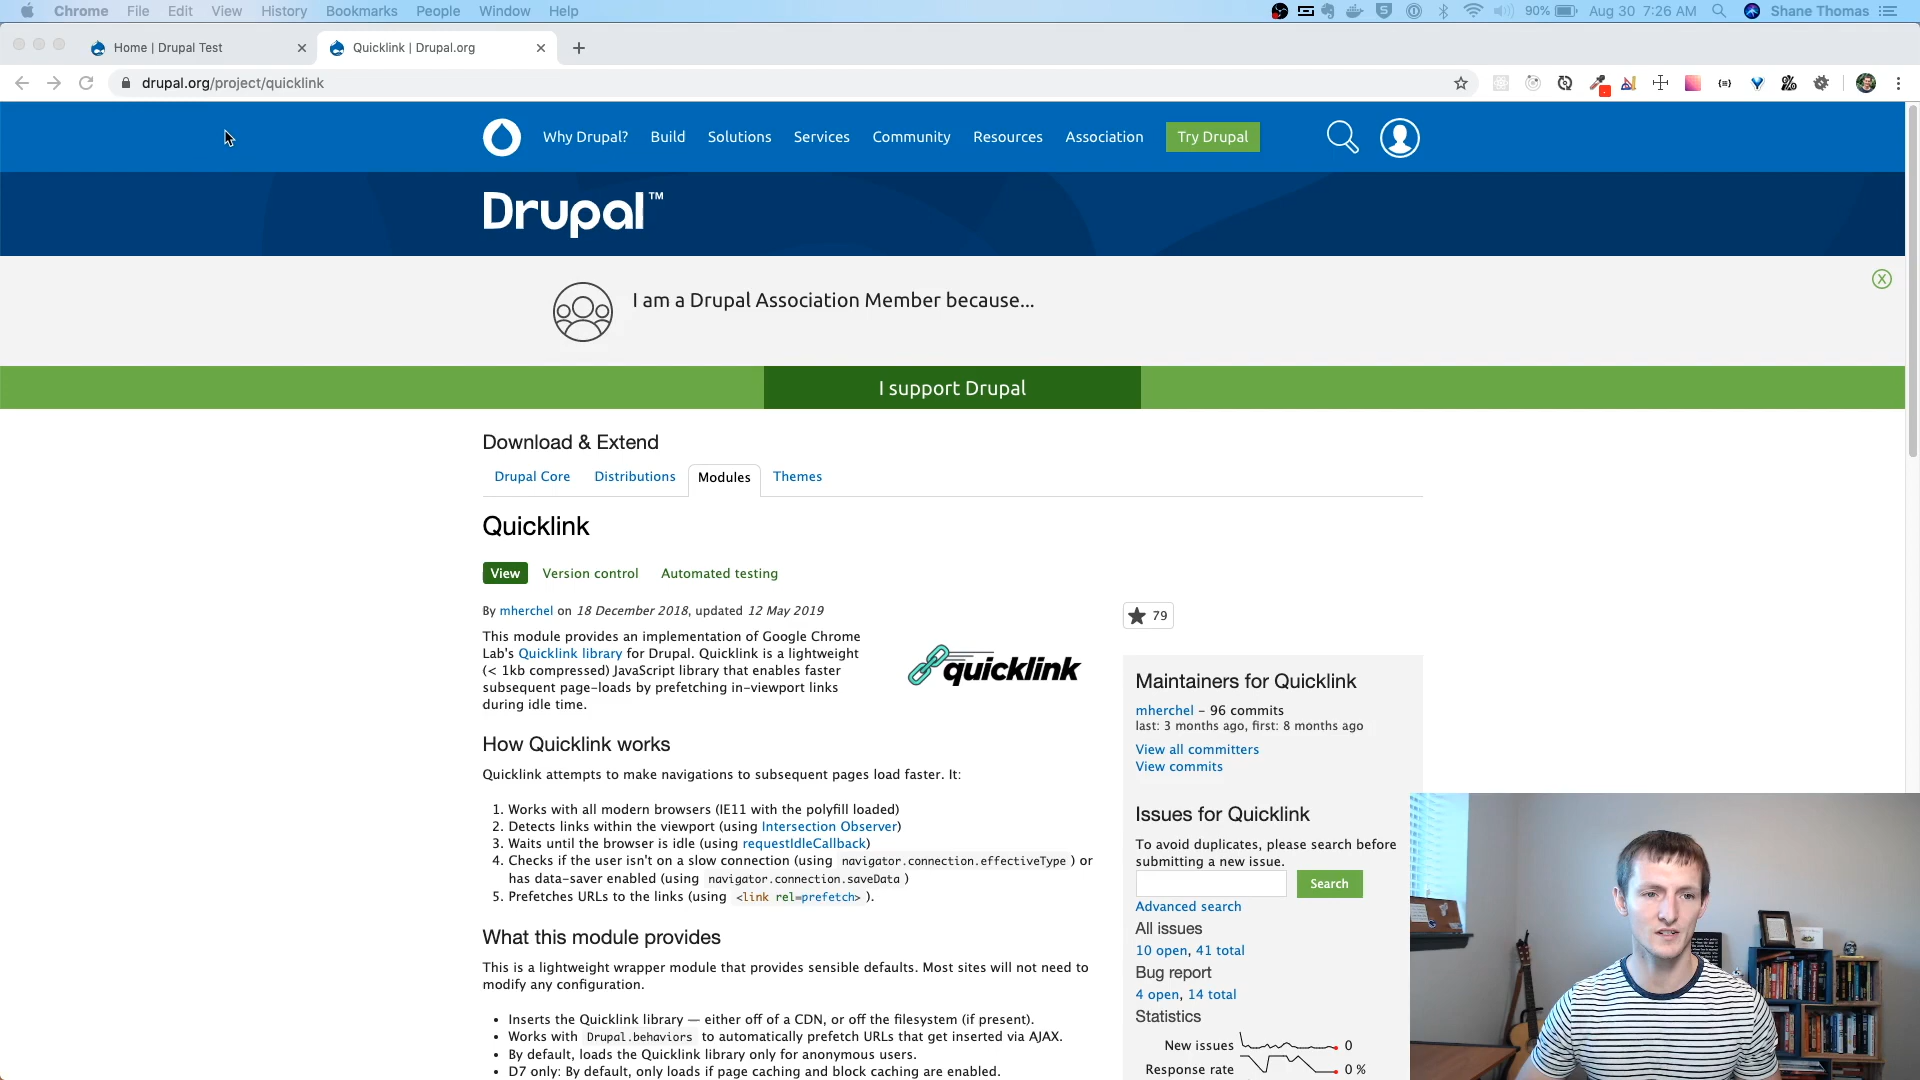 Chrome File Edit View History Bookmarks People Window Help
90% Aug 30 7:26 AM Shane Thomas
Home | Drupal Test
Quicklink | Drupal.org
drupal.org/project/quicklink
Why Drupal? Build Solutions Services Community Resources Association Try Drupal
Drupal™
I am a Drupal Association Member because...
I support Drupal
Download & Extend
Drupal Core Distributions Modules Themes
Quicklink
View Version control Automated testing
By mherchel on 18 December 2018, updated 12 May 2019
This module provides an implementation of Google Chrome
Lab's Quicklink library for Drupal. Quicklink is a lightweight
(< 1kb compressed) JavaScript library that enables faster
subsequent page-loads by prefetching in-viewport links
during idle time.
quicklink
How Quicklink works
Quicklink attempts to make navigations to subsequent pages load faster. It:
1. Works with all modern browsers (IE11 with the polyfill loaded)
2. Detects links within the viewport (using Intersection Observer)
3. Waits until the browser is idle (using requestIdleCallback)
4. Checks if the user isn't on a slow connection (using navigator.connection.effectiveType ) or
has data-saver enabled (using navigator.connection.saveData )
5. Prefetches URLs to the links (using <link rel=prefetch> ).
What this module provides
This is a lightweight wrapper module that provides sensible defaults. Most sites will not need to
modify any configuration.
• Inserts the Quicklink library — either off of a CDN, or off the filesystem (if present).
• Works with Drupal.behaviors to automatically prefetch URLs that get inserted via AJAX.
• By default, loads the Quicklink library only for anonymous users.
• D7 only: By default, only loads if page caching and block caching are enabled.
79
Maintainers for Quicklink
mherchel – 96 commits
last: 3 months ago, first: 8 months ago
View all committers
View commits
Issues for Quicklink
To avoid duplicates, please search before
submitting a new issue.
Search
Advanced search
All issues
10 open, 41 total
Bug report
4 open, 14 total
Statistics
New issues 0
Response rate 0 %